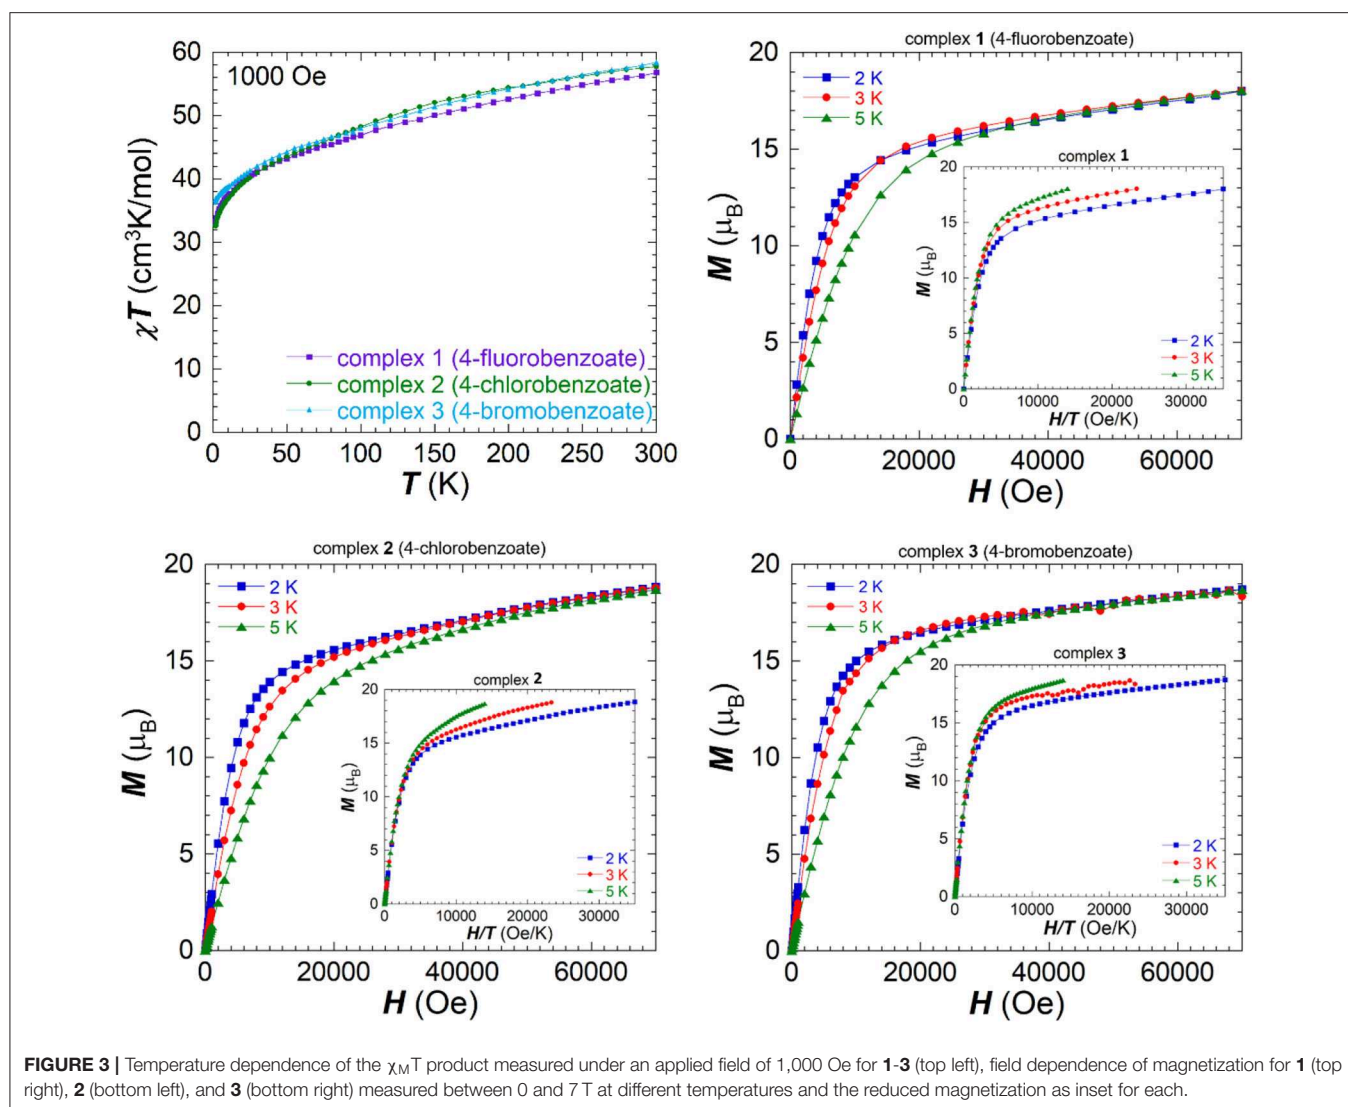 60
50
40
30
20
10
0
1000 Oe
χT (cm³K/mol)
complex 1 (4-fluorobenzoate)
complex 2 (4-chlorobenzoate)
complex 3 (4-bromobenzoate)
0 50 100 150 200 250 300
T (K)
complex 1 (4-fluorobenzoate)
20
15
10
5
0
M (μB)
2 K
3 K
5 K
complex 1
20
15
10
5
0
M (μB)
2 K
3 K
5 K
0 10000 20000 30000
H/T (Oe/K)
0 20000 40000 60000
H (Oe)
complex 2 (4-chlorobenzoate)
20
15
10
5
0
M (μB)
2 K
3 K
5 K
complex 2
20
15
10
5
0
M (μB)
2 K
3 K
5 K
0 10000 20000 30000
H/T (Oe/K)
0 20000 40000 60000
H (Oe)
complex 3 (4-bromobenzoate)
20
15
10
5
0
M (μB)
2 K
3 K
5 K
complex 3
20
15
10
5
0
M (μB)
2 K
3 K
5 K
0 10000 20000 30000
H/T (Oe/K)
0 20000 40000 60000
H (Oe)
FIGURE 3 | Temperature dependence of the χMT product measured under an applied field of 1,000 Oe for 1-3 (top left), field dependence of magnetization for 1 (top
right), 2 (bottom left), and 3 (bottom right) measured between 0 and 7 T at different temperatures and the reduced magnetization as inset for each.